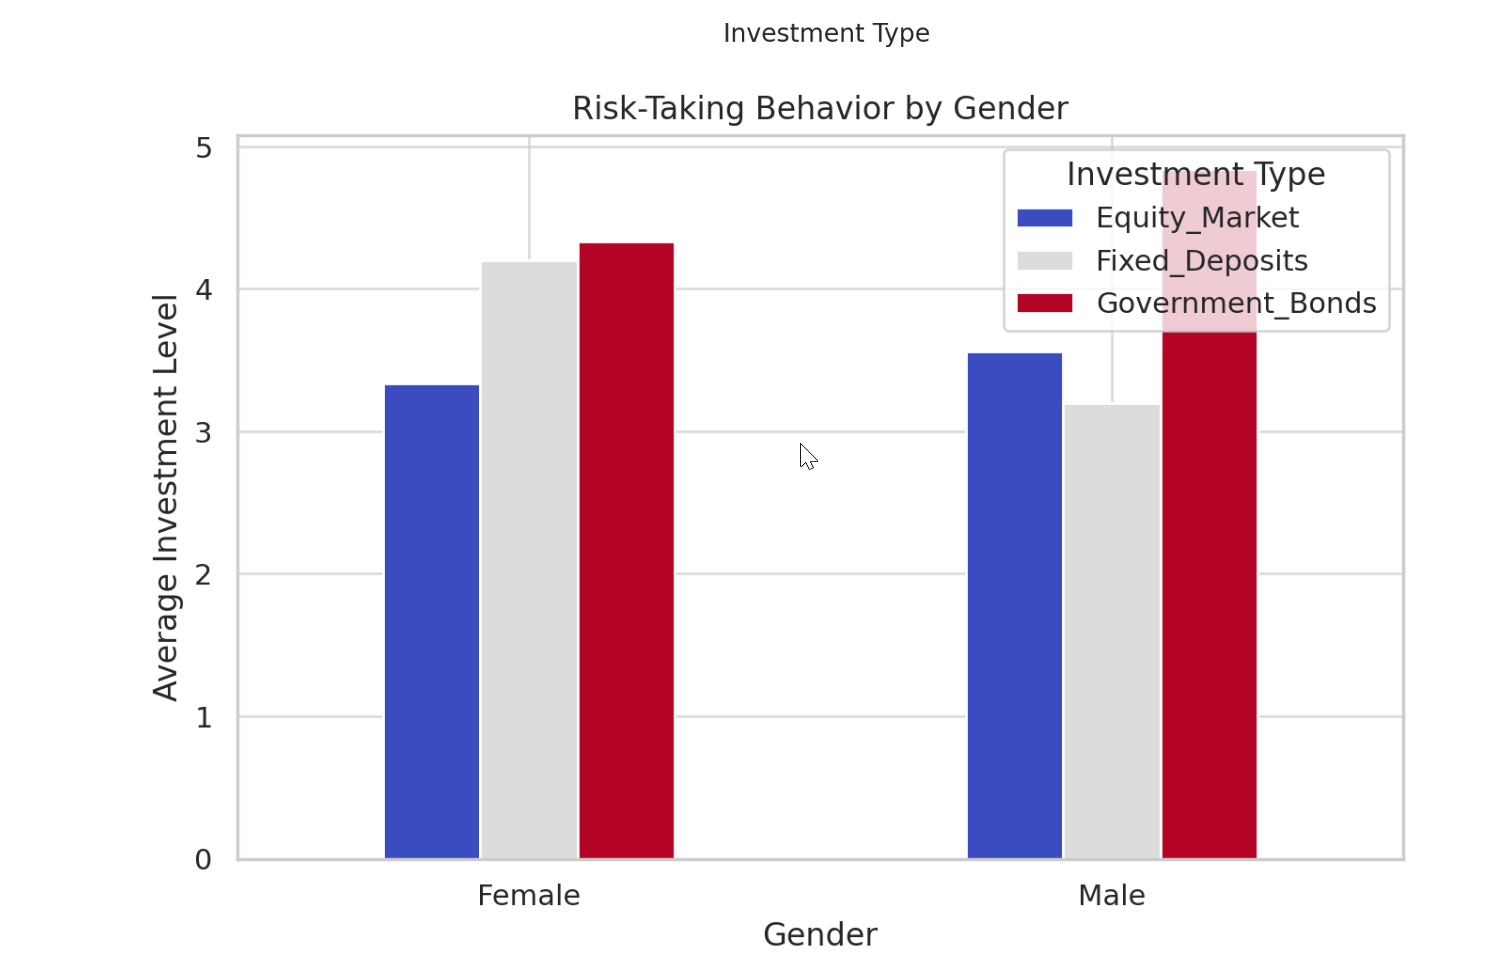 Investment Type
Risk-Taking Behavior by Gender
5
4
3
2
1
0
Average Investment Level
Investment Type
Equity_Market
Fixed_Deposits
Government_Bonds
Female
Male
Gender